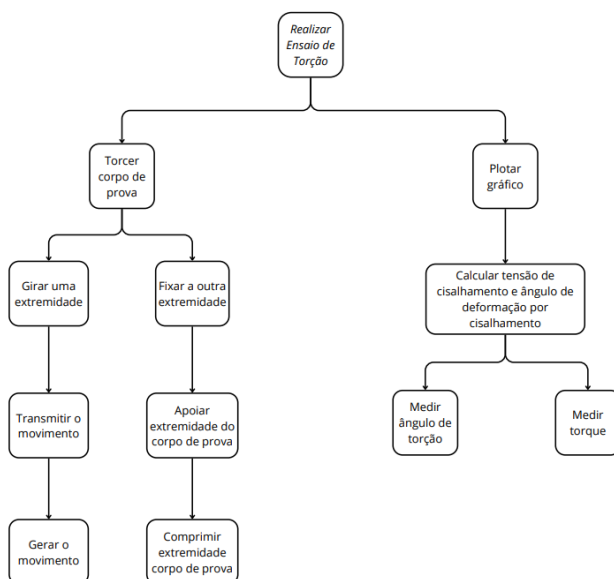 Realizar
Ensaio de
Torção
Torcer
corpo de
prova
Plotar
gráfico
Girar uma
extremidade
Fixar a outra
extremidade
Calcular tensão de
cisalhamento e ângulo de
deformação por
cisalhamento
Transmitir o
movimento
Apoiar
extremidade do
corpo de prova
Medir
ângulo de
torção
Medir
torque
Gerar o
movimento
Comprimir
extremidade
corpo de prova